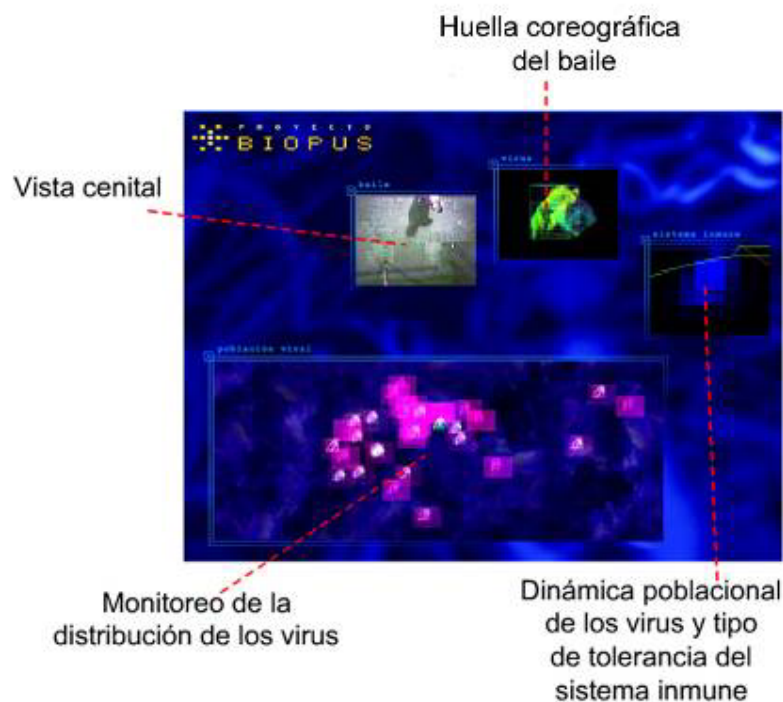 Huella coreográfica
del baile
PROYECTO
BIOPUS
Vista cenital
baile
virus
sistema inmune
poblacion viral
Monitoreo de la
distribución de los virus
Dinámica poblacional
de los virus y tipo
de tolerancia del
sistema inmune